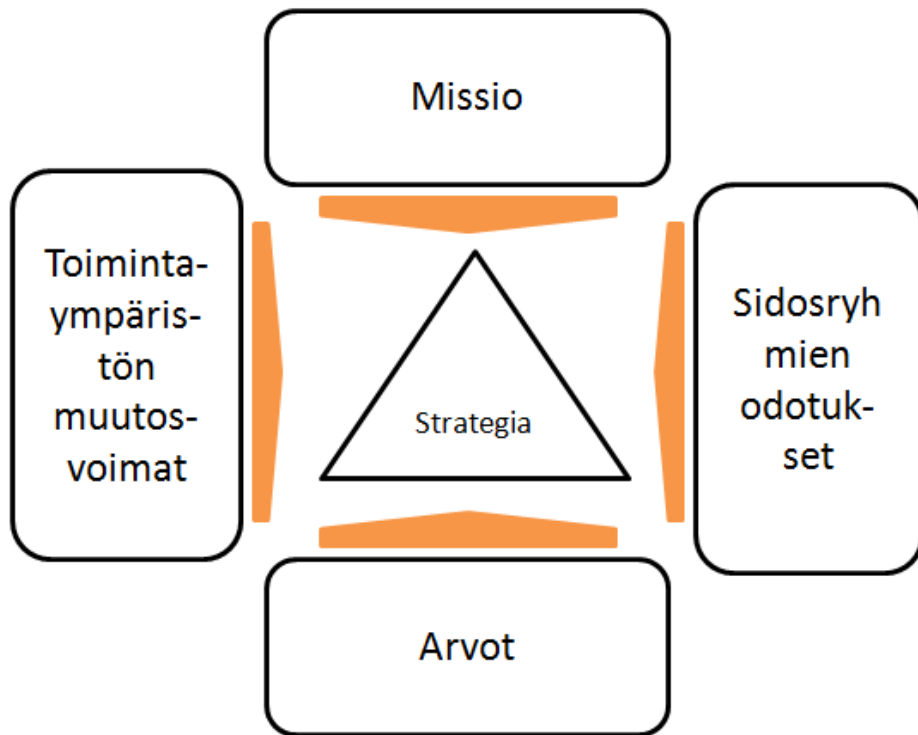 Missio
Toiminta-
ympäris-
tön
muutos-
voimat
Strategia
Sidosryh
mien
odotuk-
set
Arvot